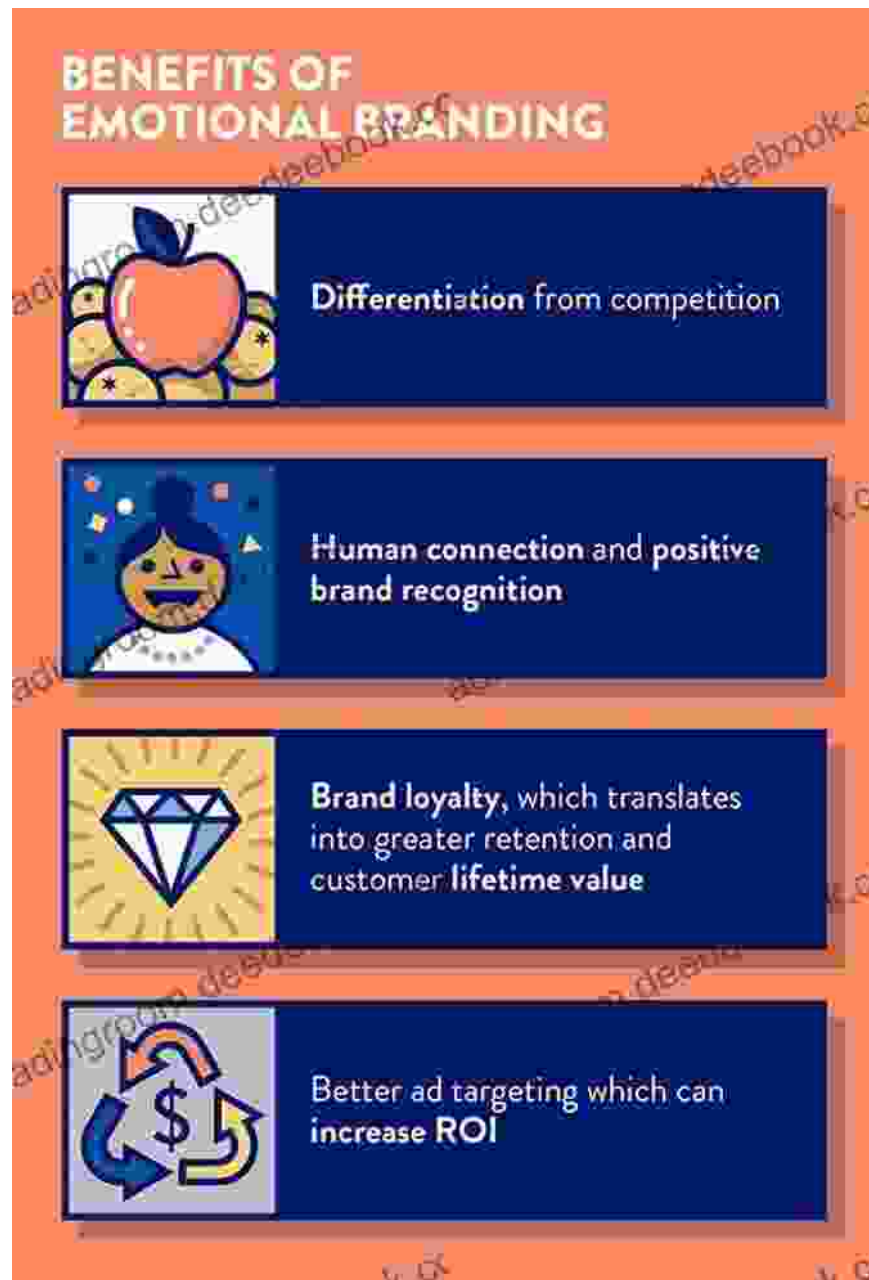 BENEFITS OF
EMOTIONAL BRANDING
Differentiation from competition
Human connection and positive
brand recognition
Brand loyalty, which translates
into greater retention and
customer lifetime value
$
Better ad targeting which can
increase ROI